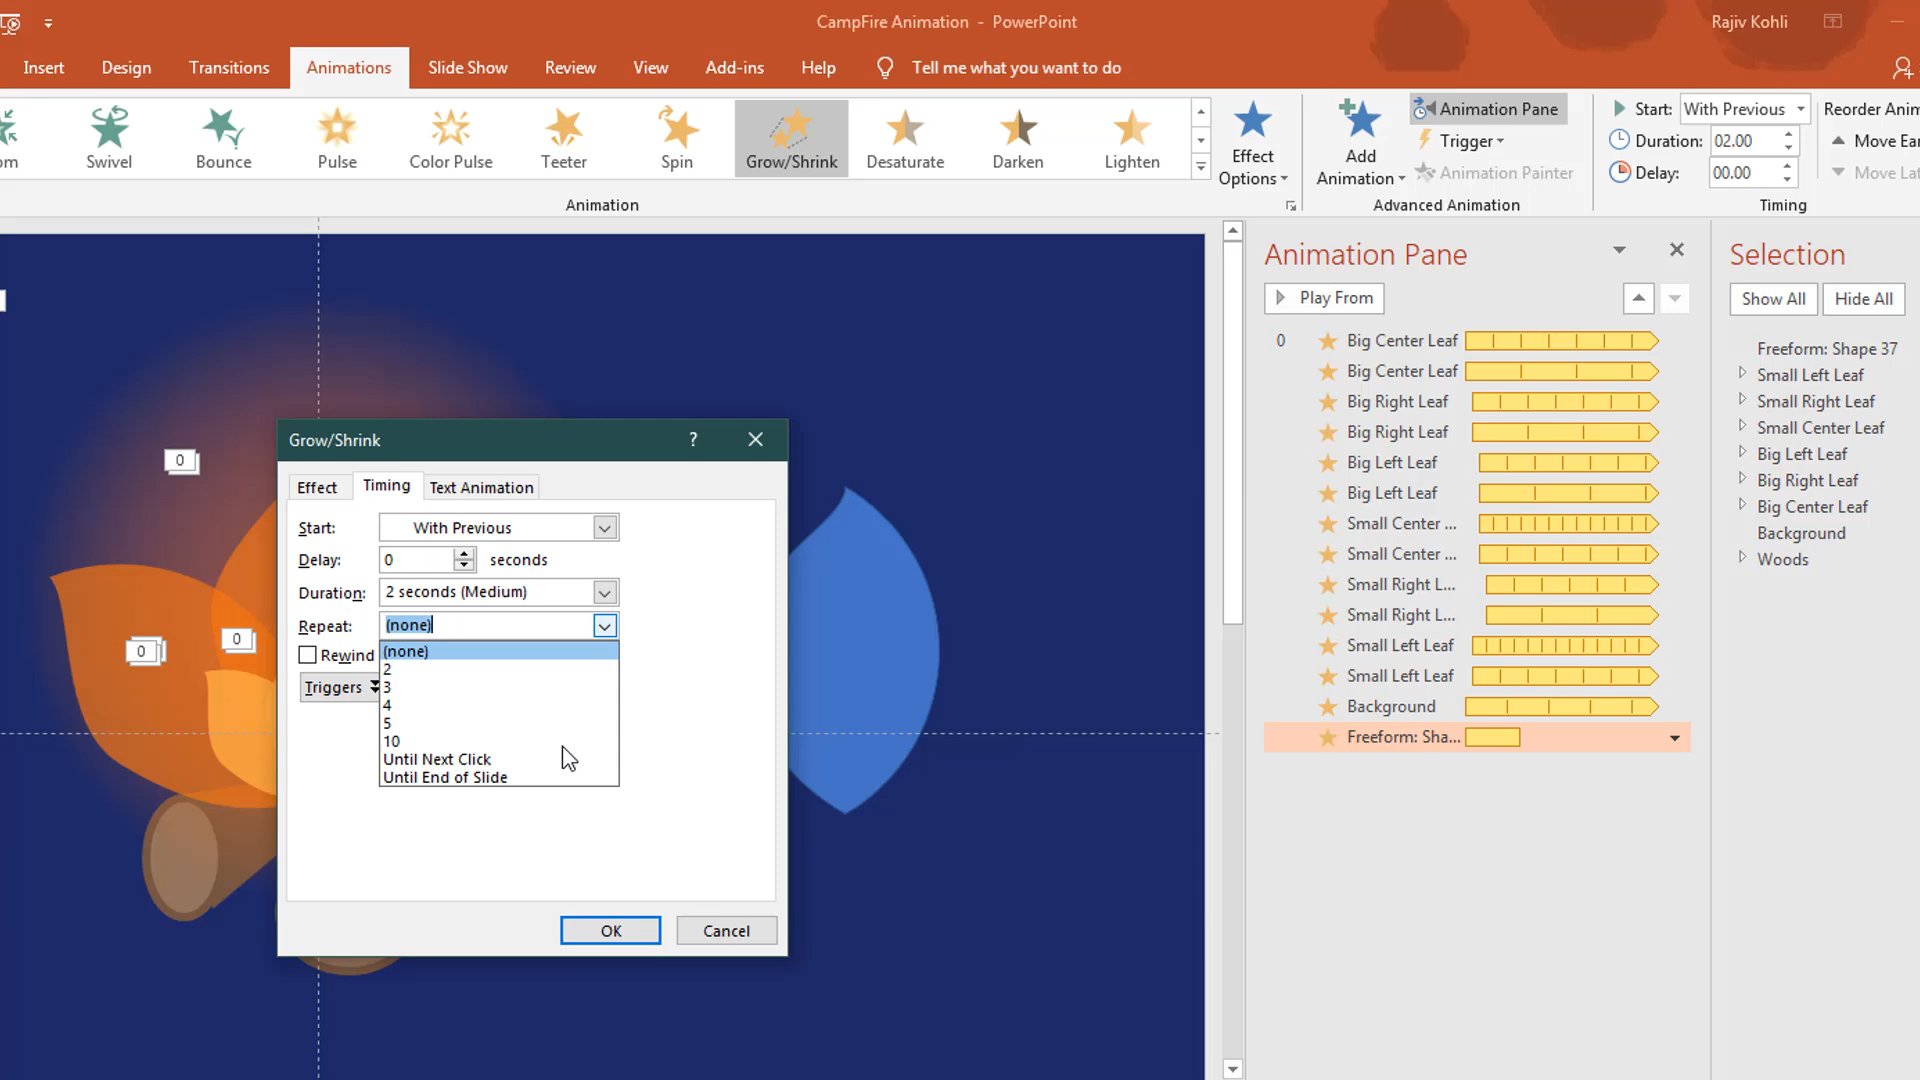 CampFire Animation - PowerPoint
Rajiv Kohli
Insert
Design
Transitions
Animations
Slide Show
Review
View
Add-ins
Help
Tell me what you want to do
Swivel
Bounce
Pulse
Color Pulse
Teeter
Spin
Grow/Shrink
Desaturate
Darken
Lighten
Effect
Options
Add
Animation
Animation Pane
Trigger
Animation Painter
Start: With Previous
Duration: 02.00
Delay: 00.00
Reorder Anim
Move Ear
Move Lat
Animation
Advanced Animation
Timing
Animation Pane
Play From
0
Big Center Leaf
Big Center Leaf
Big Right Leaf
Big Right Leaf
Big Left Leaf
Big Left Leaf
Small Center ...
Small Center ...
Small Right L...
Small Right L...
Small Left Leaf
Small Left Leaf
Background
Freeform: Sha...
Selection
Show All
Hide All
Freeform: Shape 37
Small Left Leaf
Small Right Leaf
Small Center Leaf
Big Left Leaf
Big Right Leaf
Big Center Leaf
Background
Woods
0
0
0
Grow/Shrink
?
Effect
Timing
Text Animation
Start: With Previous
Delay: 0 seconds
Duration: 2 seconds (Medium)
Repeat: (none)
Rewind
(none)
2
3
4
5
10
Until Next Click
Until End of Slide
Triggers
OK
Cancel